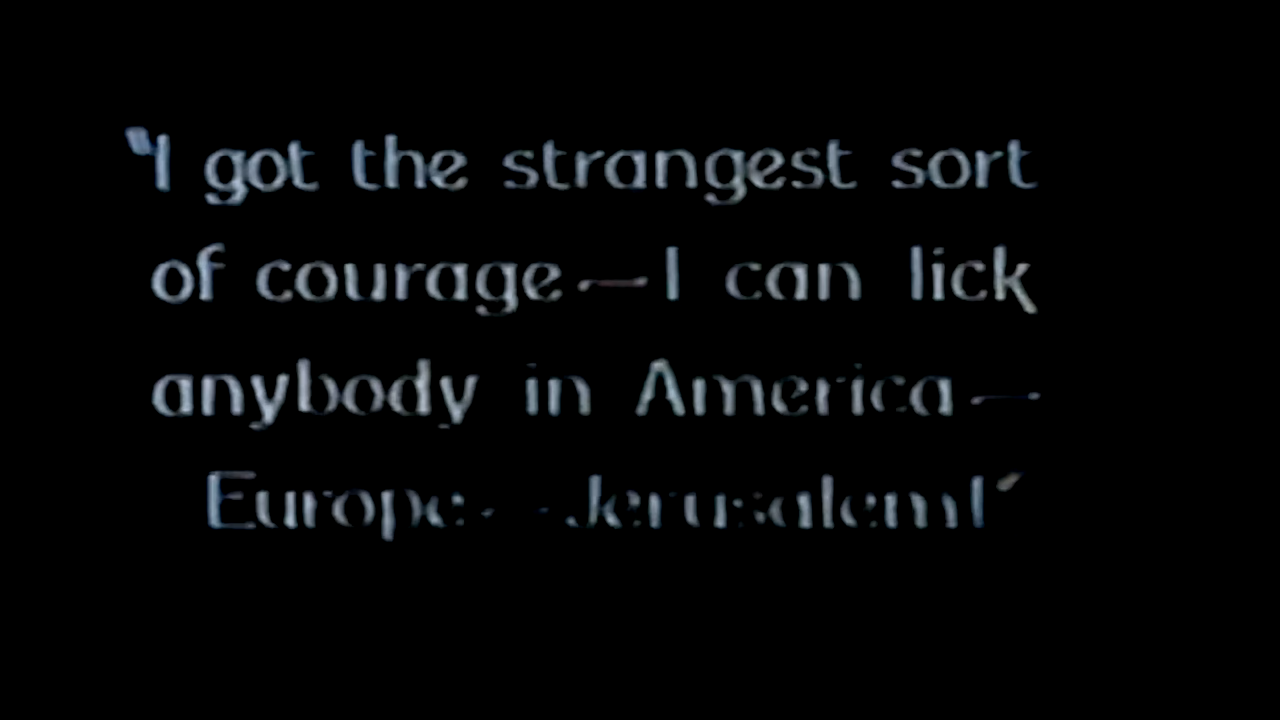 "I got the strangest sort
of courage—I can lick
anybody in America—
Europe—Jerusalem!"